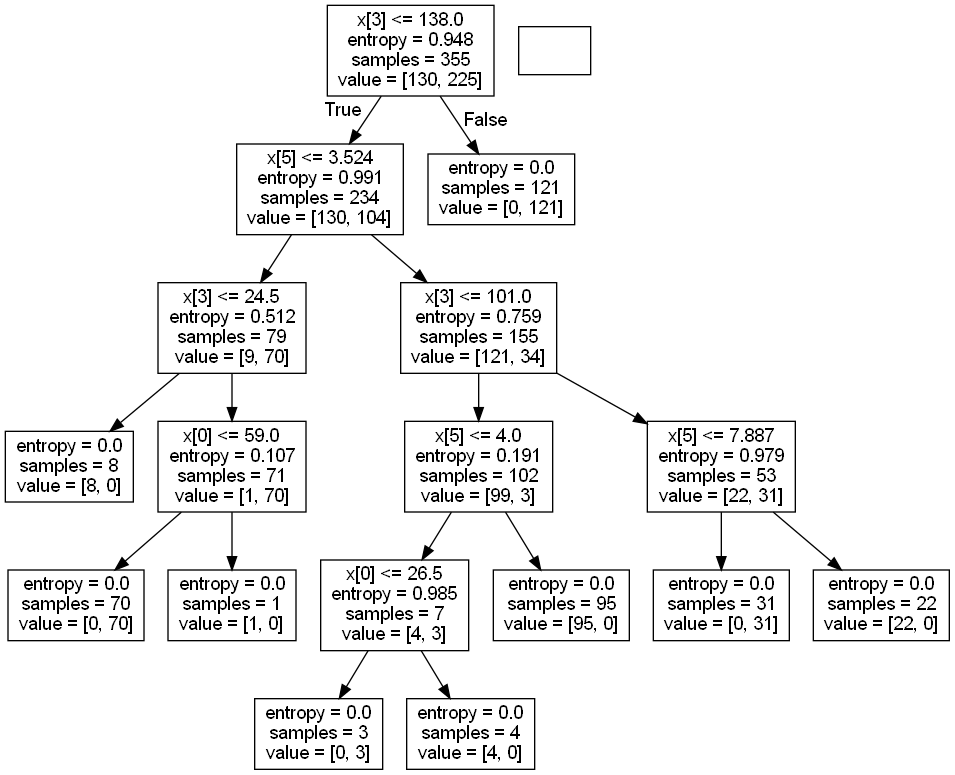 x[3] <= 138.0
entropy = 0.948
samples = 355
value = [130, 225]
True
False
x[5] <= 3.524
entropy = 0.991
samples = 234
value = [130, 104]
entropy = 0.0
samples = 121
value = [0, 121]
x[3] <= 24.5
entropy = 0.512
samples = 79
value = [9, 70]
x[3] <= 101.0
entropy = 0.759
samples = 155
value = [121, 34]
entropy = 0.0
samples = 8
value = [8, 0]
x[0] <= 59.0
entropy = 0.107
samples = 71
value = [1, 70]
x[5] <= 4.0
entropy = 0.191
samples = 102
value = [99, 3]
x[5] <= 7.887
entropy = 0.979
samples = 53
value = [22, 31]
entropy = 0.0
samples = 70
value = [0, 70]
entropy = 0.0
samples = 1
value = [1, 0]
x[0] <= 26.5
entropy = 0.985
samples = 7
value = [4, 3]
entropy = 0.0
samples = 95
value = [95, 0]
entropy = 0.0
samples = 31
value = [0, 31]
entropy = 0.0
samples = 22
value = [22, 0]
entropy = 0.0
samples = 3
value = [0, 3]
entropy = 0.0
samples = 4
value = [4, 0]